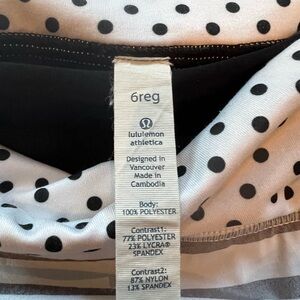 6reg
lululemon
athletica
Designed in
Vancouver
Made in
Cambodia
Body:
100% POLYESTER
Contrast1:
77% POLYESTER
23% LYCRA®
SPANDEX
Contrast2:
87% NYLON
13% SPANDEX